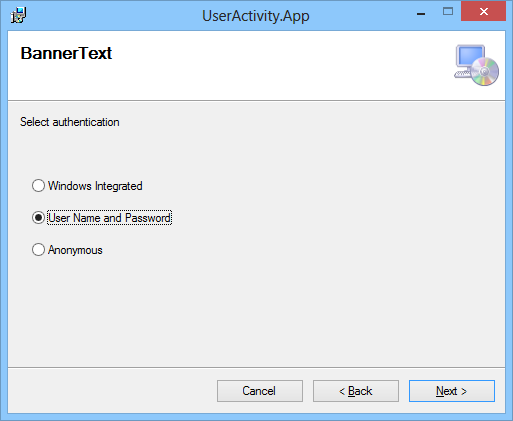 UserActivity.App
BannerText
Select authentication
Windows Integrated
User Name and Password
Anonymous
Cancel
< Back
Next >